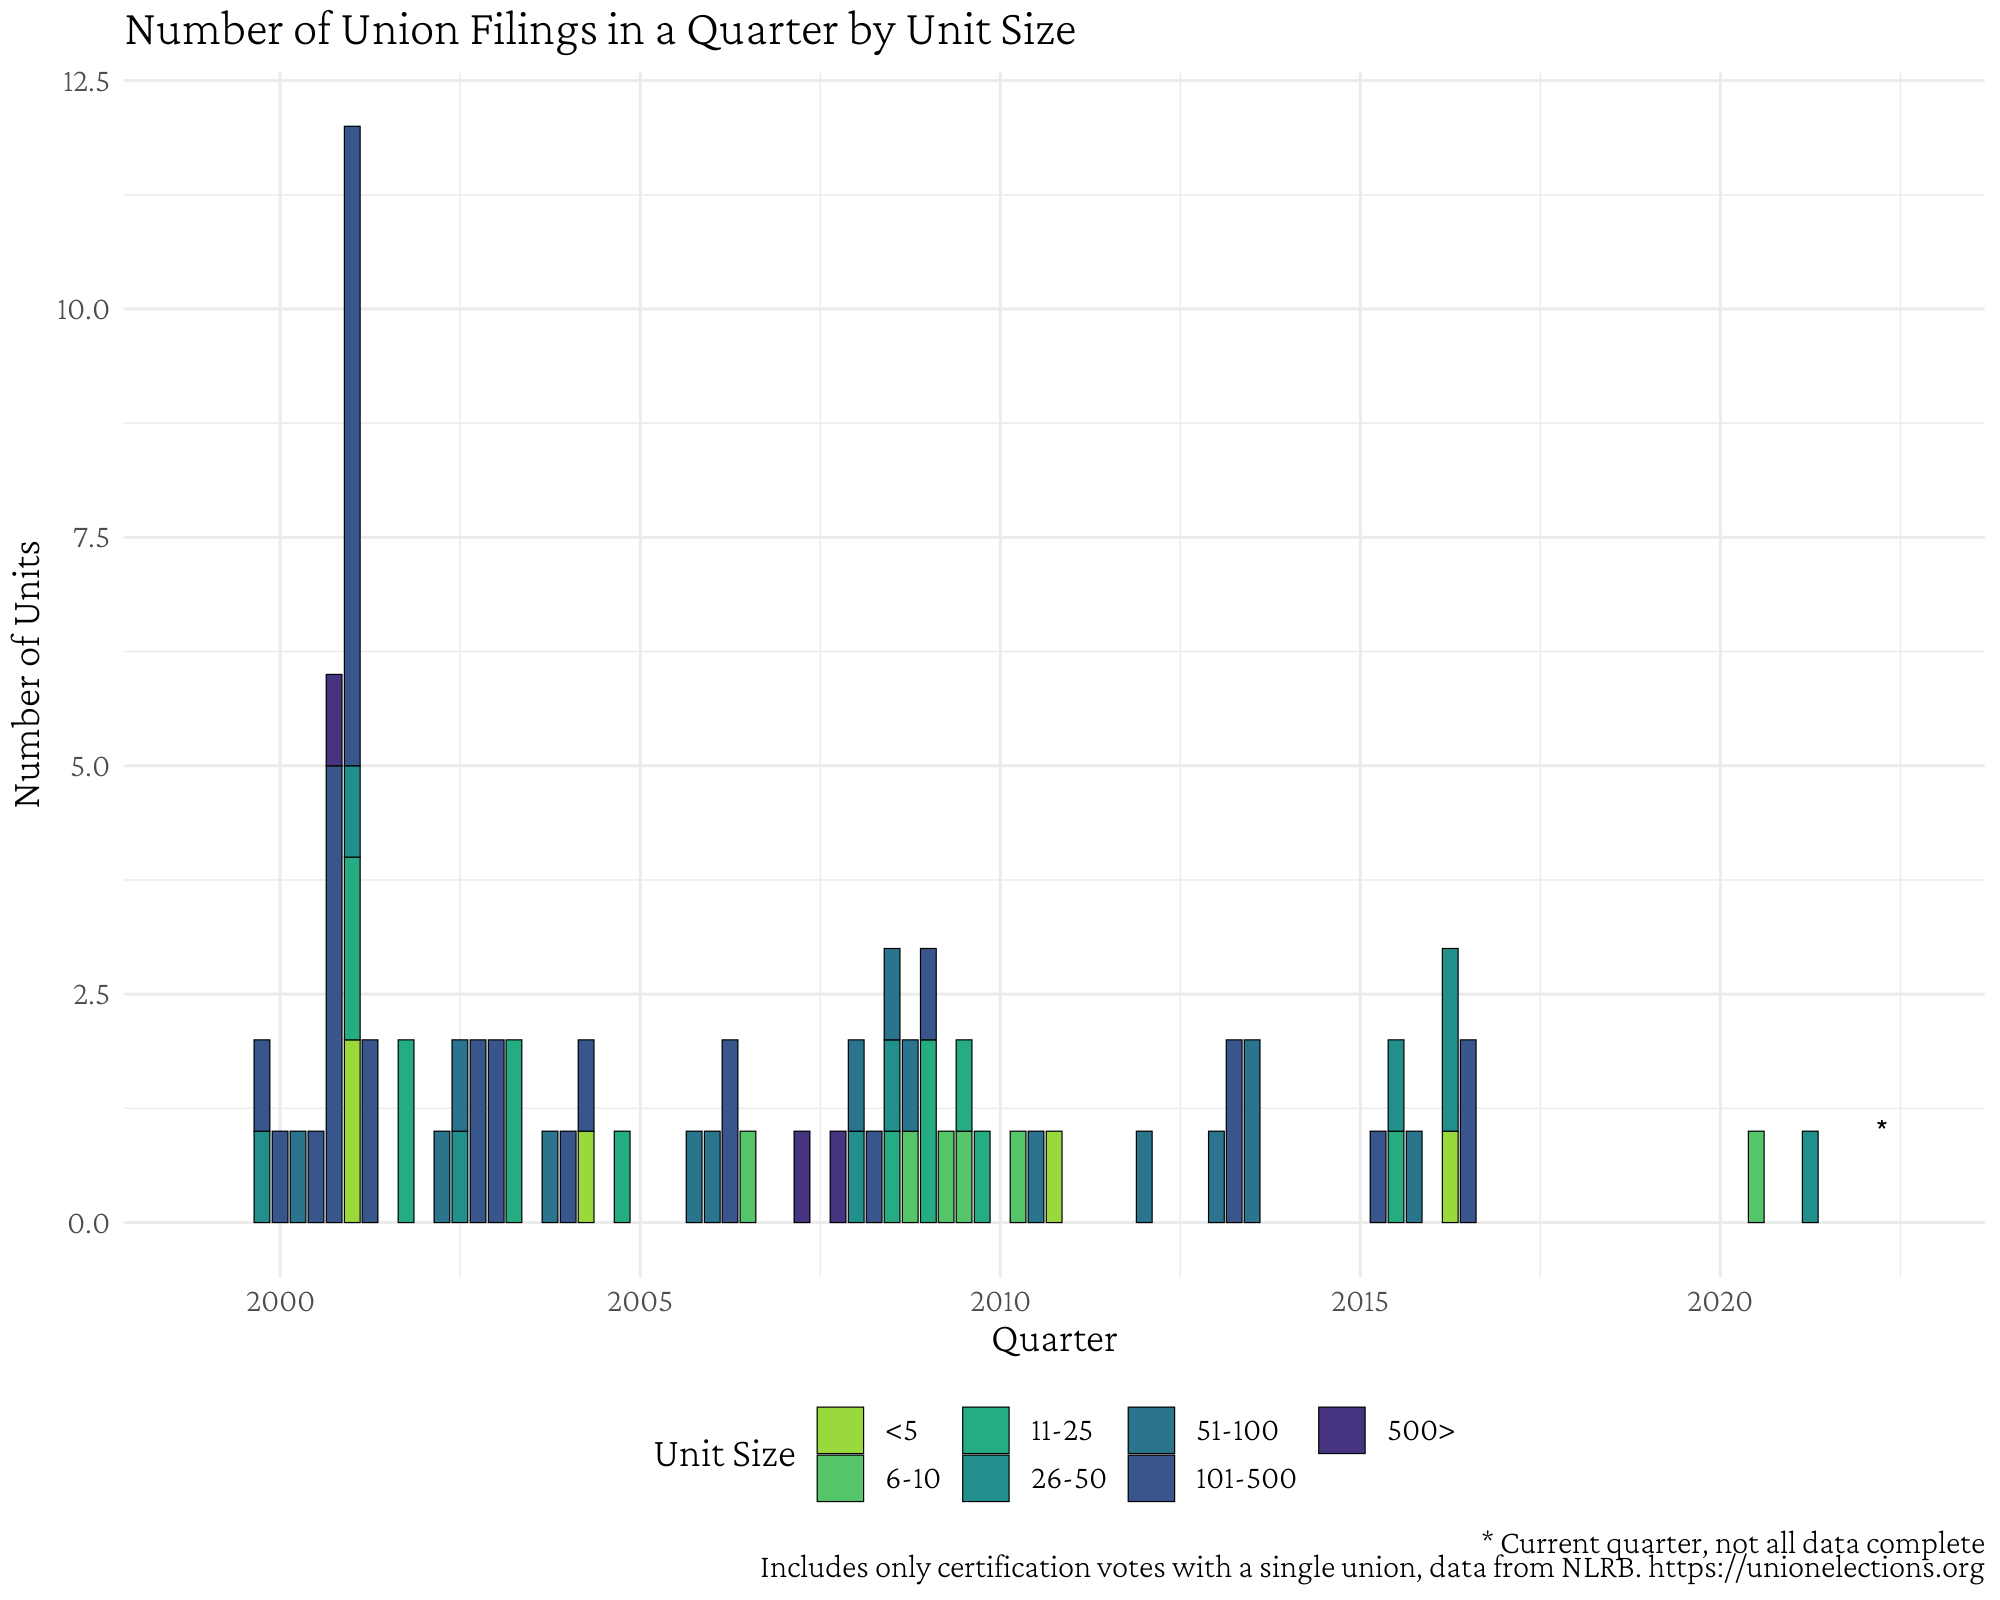 Number of Union Filings in a Quarter by Unit Size
Number of Units
12.5
10.0
7.5
5.0
2.5
0.0
*
2000 2005 2010 2015 2020
Quarter
Unit Size
<5 11-25 51-100 500>
6-10 26-50 101-500
* Current quarter, not all data complete
Includes only certification votes with a single union, data from NLRB. https://unionelections.org